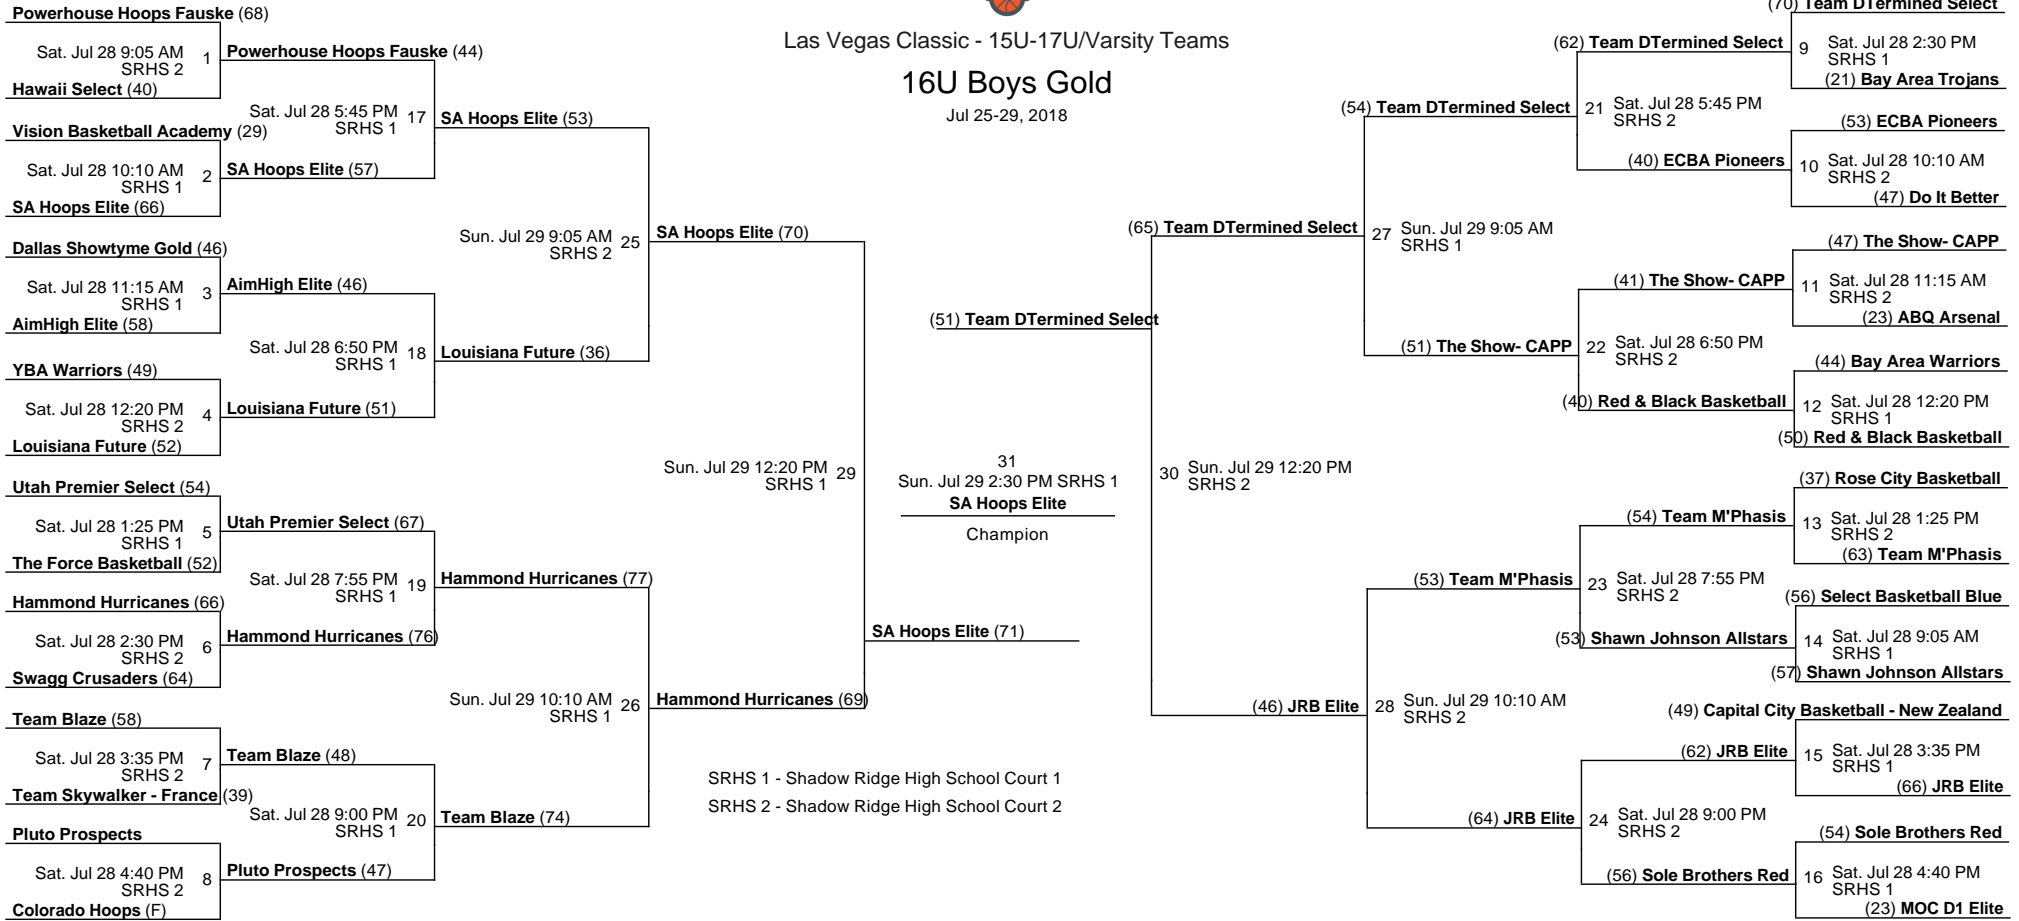 Las Vegas Classic - 15U-17U/Varsity Teams
16U Boys Gold
Jul 25-29, 2018
Powerhouse Hoops Fauske (68)
Sat. Jul 28 9:05 AM 1
SRHS 2
Hawaii Select (40)
Vision Basketball Academy (29)
Sat. Jul 28 10:10 AM 2
SRHS 1
SA Hoops Elite (66)
Dallas Showtyme Gold (46)
Sat. Jul 28 11:15 AM 3
SRHS 1
AimHigh Elite (58)
YBA Warriors (49)
Sat. Jul 28 12:20 PM 4
SRHS 2
Louisiana Future (52)
Utah Premier Select (54)
Sat. Jul 28 1:25 PM 5
SRHS 1
The Force Basketball (52)
Hammond Hurricanes (66)
Sat. Jul 28 2:30 PM 6
SRHS 2
Swagg Crusaders (64)
Team Blaze (58)
Sat. Jul 28 3:35 PM 7
SRHS 2
Team Skywalker - France (39)
Pluto Prospects
Sat. Jul 28 4:40 PM 8
SRHS 2
Colorado Hoops (F)
Powerhouse Hoops Fauske (44)
Sat. Jul 28 5:45 PM 17
SRHS 1
SA Hoops Elite (57)
AimHigh Elite (46)
Sat. Jul 28 6:50 PM 18
SRHS 1
Louisiana Future (51)
Utah Premier Select (67)
Sat. Jul 28 7:55 PM 19
SRHS 1
Hammond Hurricanes (76)
Team Blaze (48)
Sat. Jul 28 9:00 PM 20
SRHS 1
Pluto Prospects (47)
SA Hoops Elite (53)
Sun. Jul 29 9:05 AM 25
SRHS 2
Louisiana Future (36)
Hammond Hurricanes (77)
Sun. Jul 29 10:10 AM 26
SRHS 1
Team Blaze (74)
SA Hoops Elite (70)
Sun. Jul 29 12:20 PM 29
SRHS 1
Hammond Hurricanes (69)
(51) Team DTermined Select
31
Sun. Jul 29 2:30 PM SRHS 1
SA Hoops Elite
Champion
SA Hoops Elite (71)
SRHS 1 - Shadow Ridge High School Court 1
SRHS 2 - Shadow Ridge High School Court 2
(65) Team DTermined Select
30 Sun. Jul 29 12:20 PM
SRHS 2
(46) JRB Elite
(54) Team DTermined Select
27 Sun. Jul 29 9:05 AM
SRHS 1
(51) The Show- CAPP
(53) Team M'Phasis
28 Sun. Jul 29 10:10 AM
SRHS 2
(64) JRB Elite
(62) Team DTermined Select
21 Sat. Jul 28 5:45 PM
SRHS 2
(40) ECBA Pioneers
(41) The Show- CAPP
22 Sat. Jul 28 6:50 PM
SRHS 2
(40) Red & Black Basketball
(54) Team M'Phasis
23 Sat. Jul 28 7:55 PM
SRHS 2
(53) Shawn Johnson Allstars
(62) JRB Elite
24 Sat. Jul 28 9:00 PM
SRHS 2
(56) Sole Brothers Red
(70) Team DTermined Select
9 Sat. Jul 28 2:30 PM
SRHS 1
(21) Bay Area Trojans
(53) ECBA Pioneers
10 Sat. Jul 28 10:10 AM
SRHS 2
(47) Do It Better
(47) The Show- CAPP
11 Sat. Jul 28 11:15 AM
SRHS 2
(23) ABQ Arsenal
(44) Bay Area Warriors
12 Sat. Jul 28 12:20 PM
SRHS 1
(50) Red & Black Basketball
(37) Rose City Basketball
13 Sat. Jul 28 1:25 PM
SRHS 2
(63) Team M'Phasis
(56) Select Basketball Blue
14 Sat. Jul 28 9:05 AM
SRHS 1
(57) Shawn Johnson Allstars
(49) Capital City Basketball - New Zealand
15 Sat. Jul 28 3:35 PM
SRHS 1
(66) JRB Elite
(54) Sole Brothers Red
16 Sat. Jul 28 4:40 PM
SRHS 1
(23) MOC D1 Elite